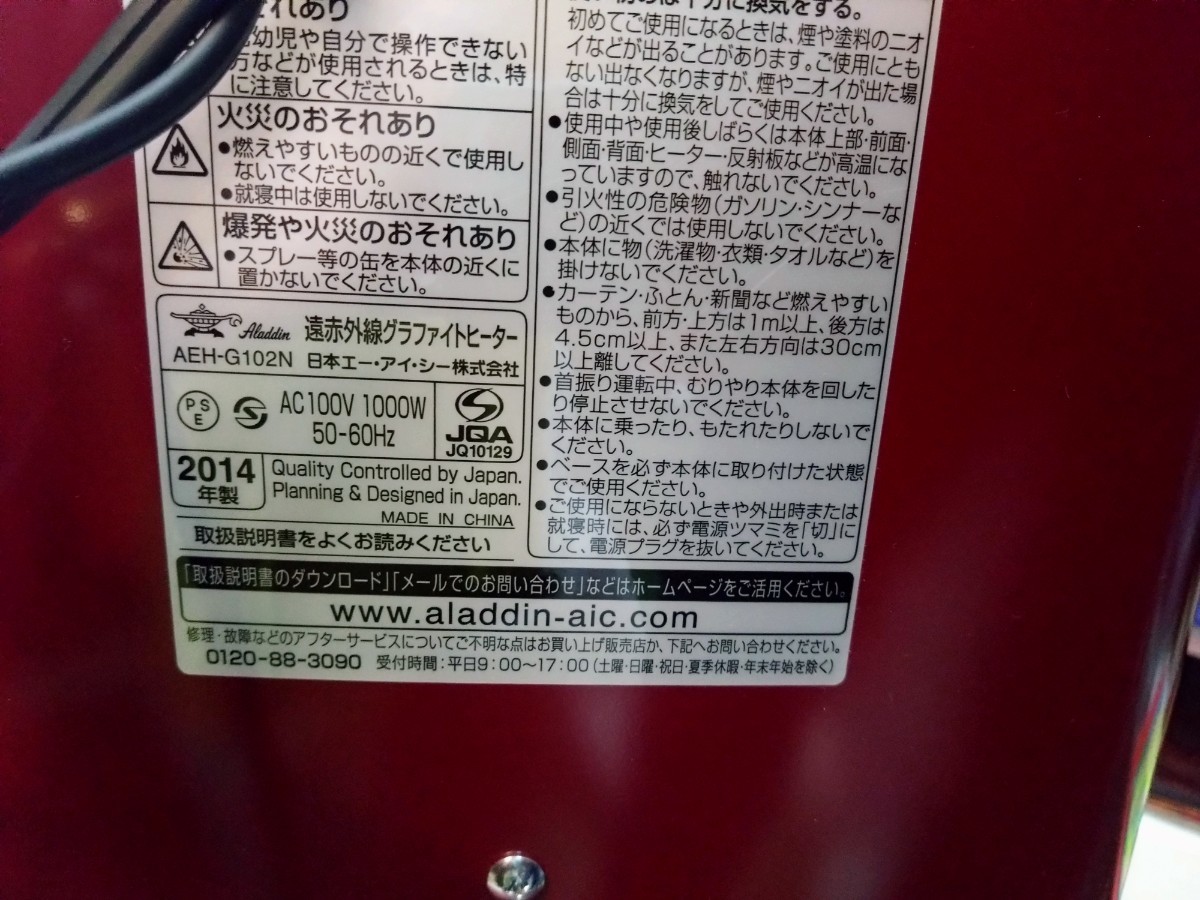 それあり
幼児や自分で操作できない
方などが使用されるときは、特
に注意してください。
火災のおそれあり
●燃えやすいものの近くで使用し
ないでください。
●就寝中は使用しないでください。
爆発や火災のおそれあり
●スプレー等の缶を本体の近くに
置かないでください。
Aladdin 遠赤外線グラファイトヒーター
AEH-G102N 日本エー・アイ・シー株式会社
PSE
AC100V 1000W
50-60Hz
JQA
JQ10129
2014
年製
Quality Controlled by Japan.
Planning & Designed in Japan.
MADE IN CHINA
取扱説明書をよくお読みください
は十分に換気をする。
初めてご使用になるときは、煙や塗料のニオ
イなどが出ることがあります。ご使用にとも
ない出なくなりますが、煙やニオイが出た場
合は十分に換気をしてご使用ください。
●使用中や使用後しばらくは本体上部・前面・
側面・背面・ヒーター・反射板などが高温にな
っていますので、触れないでください。
●引火性の危険物(ガソリン・シンナーな
ど)の近くでは使用しないでください。
●本体に物(洗濯物・衣類・タオルなど)を
掛けないでください。
●カーテン・ふとん・新聞など燃えやすい
ものから、前方・上方は1m以上、後方は
4.5cm以上、また左右方向は30cm
以上離してください。
●首振り運転中、むりやり本体を回した
り停止させないでください。
●本体に乗ったり、もたれたりしないで
ください。
●ベースを必ず本体に取り付けた状態
でご使用ください。
●ご使用にならないときや外出時または
就寝時には、必ず電源ツマミを「切」に
して、電源プラグを抜いてください。
「取扱説明書のダウンロード」「メールでのお問い合わせ」などはホームページをご活用ください。
www.aladdin-aic.com
修理・故障などのアフターサービスについてご不明な点はお買い上げ販売店か、下記へお問い合わせください。
0120-88-3090 受付時間:平日9:00~17:00(土曜・日曜・祝日・夏季休暇・年末年始を除く)